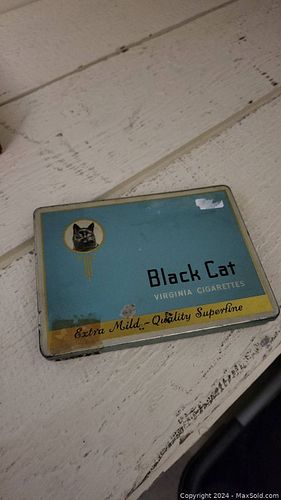 Black Cat
VIRGINIA CIGARETTES
Extra Mild - Quality Superfine
Copyright 2024 - MaxSold.com